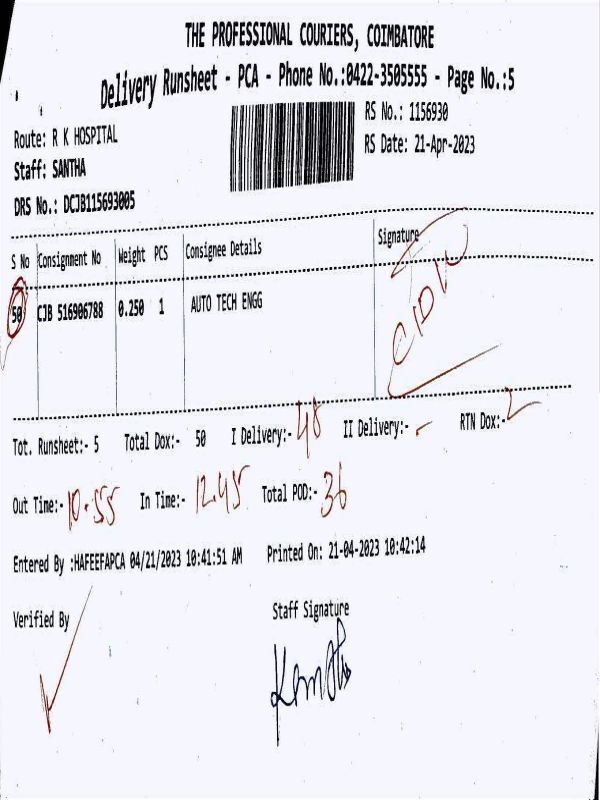 THE PROFESSIONAL COURIERS, COIMBATORE
Delivery Runsheet - PCA - Phone No.:0422-3505555 - Page No.:5
Route: R K HOSPITAL
RS No.: 1156930
Staff: SANTHA
RS Date: 21-Apr-2023
DRS No.: DCJB115693005
S No Consignment No Weight PCS Consignee Details Signature
50 CJB 516906788 0.250 1 AUTO TECH ENGG
Tot. Runsheet:- 5 Total Dox:- 50 I Delivery:- 48 II Delivery:- - RTN Dox:- 2
Out Time:- 10.55 In Time:- 12.45 Total POD:- 36
Entered By :HAFEEFAPCA 04/21/2023 10:41:51 AM Printed On: 21-04-2023 10:42:14
Verified By Staff Signature